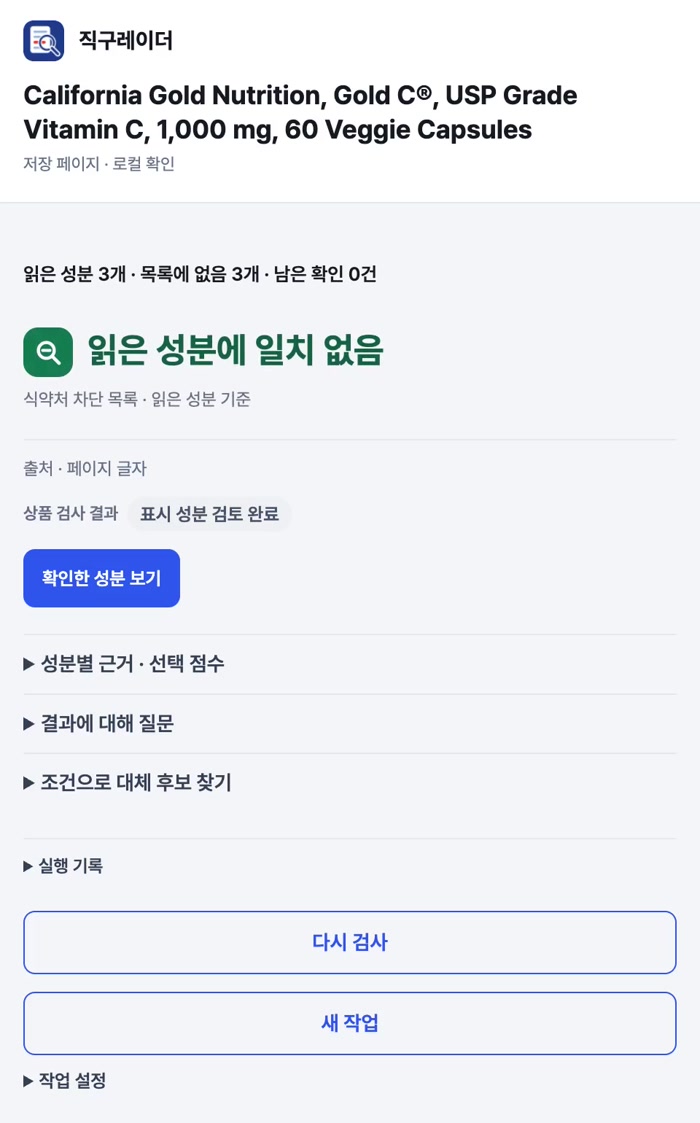 직구레이더
California Gold Nutrition, Gold C®, USP Grade
Vitamin C, 1,000 mg, 60 Veggie Capsules
저장 페이지 · 로컬 확인
읽은 성분 3개 · 목록에 없음 3개 · 남은 확인 0건
읽은 성분에 일치 없음
식약처 차단 목록 · 읽은 성분 기준
출처 · 페이지 글자
상품 검사 결과 표시 성분 검토 완료
확인한 성분 보기
▶ 성분별 근거 · 선택 점수
▶ 결과에 대해 질문
▶ 조건으로 대체 후보 찾기
▶ 실행 기록
다시 검사
새 작업
▶ 작업 설정